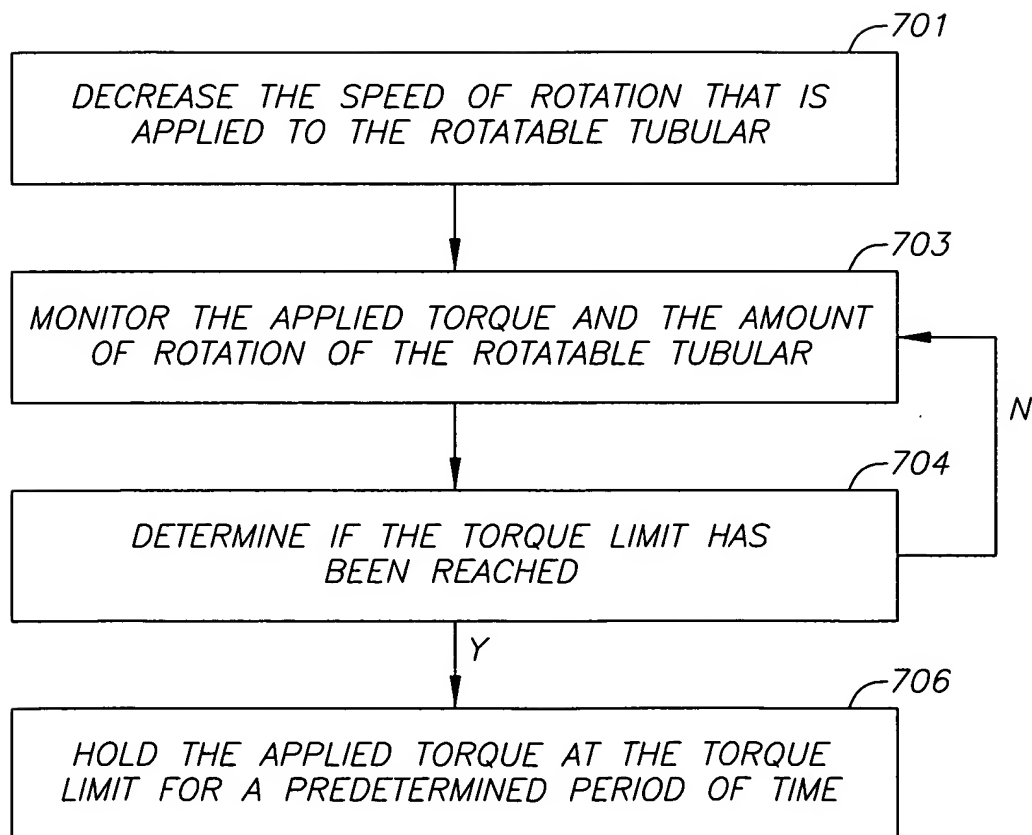 701
DECREASE THE SPEED OF ROTATION THAT IS
APPLIED TO THE ROTATABLE TUBULAR
703
MONITOR THE APPLIED TORQUE AND THE AMOUNT
OF ROTATION OF THE ROTATABLE TUBULAR
N
704
DETERMINE IF THE TORQUE LIMIT HAS
BEEN REACHED
Y
706
HOLD THE APPLIED TORQUE AT THE TORQUE
LIMIT FOR A PREDETERMINED PERIOD OF TIME